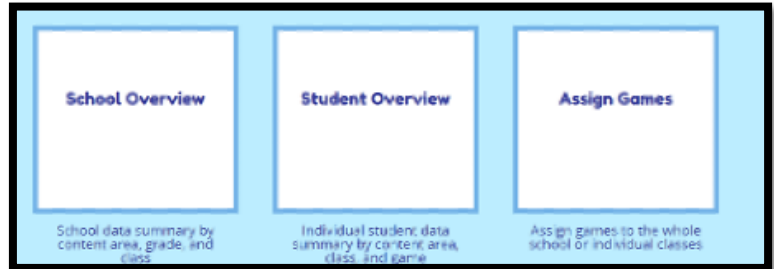 School Overview
Student Overview
Assign Games
School data summary by
content area, grade, and
class
Individual student data
summary by content area,
class, and game
Assign games to the whole
school or individual classes